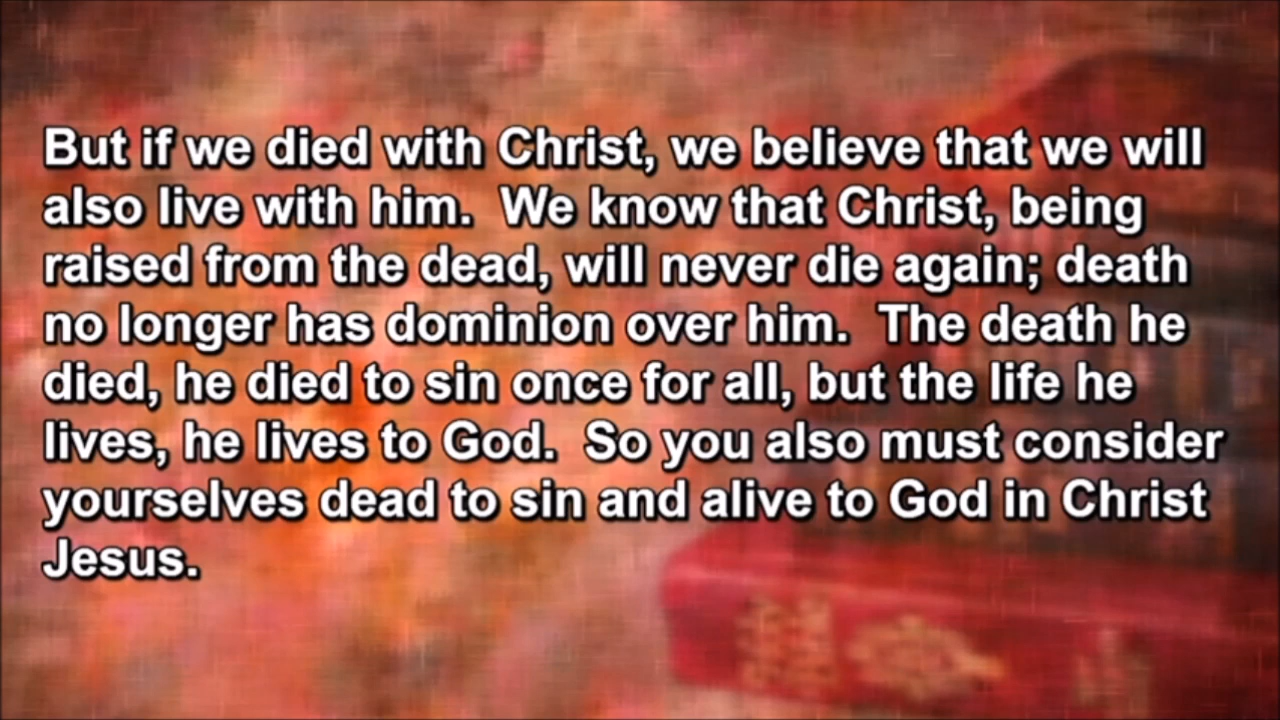 But if we died with Christ, we believe that we will
also live with him.  We know that Christ, being
raised from the dead, will never die again; death
no longer has dominion over him.  The death he
died, he died to sin once for all, but the life he
lives, he lives to God.  So you also must consider
yourselves dead to sin and alive to God in Christ
Jesus.